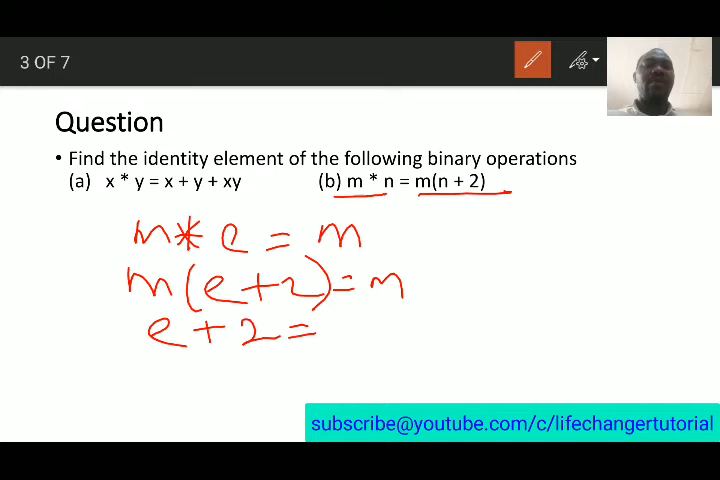 3 OF 7
Question
• Find the identity element of the following binary operations
(a) x * y = x + y + xy (b) m * n = m(n + 2)
m * e = m
m(e+2) = m
e + 2 =
subscribe@youtube.com/c/lifechangertutorial